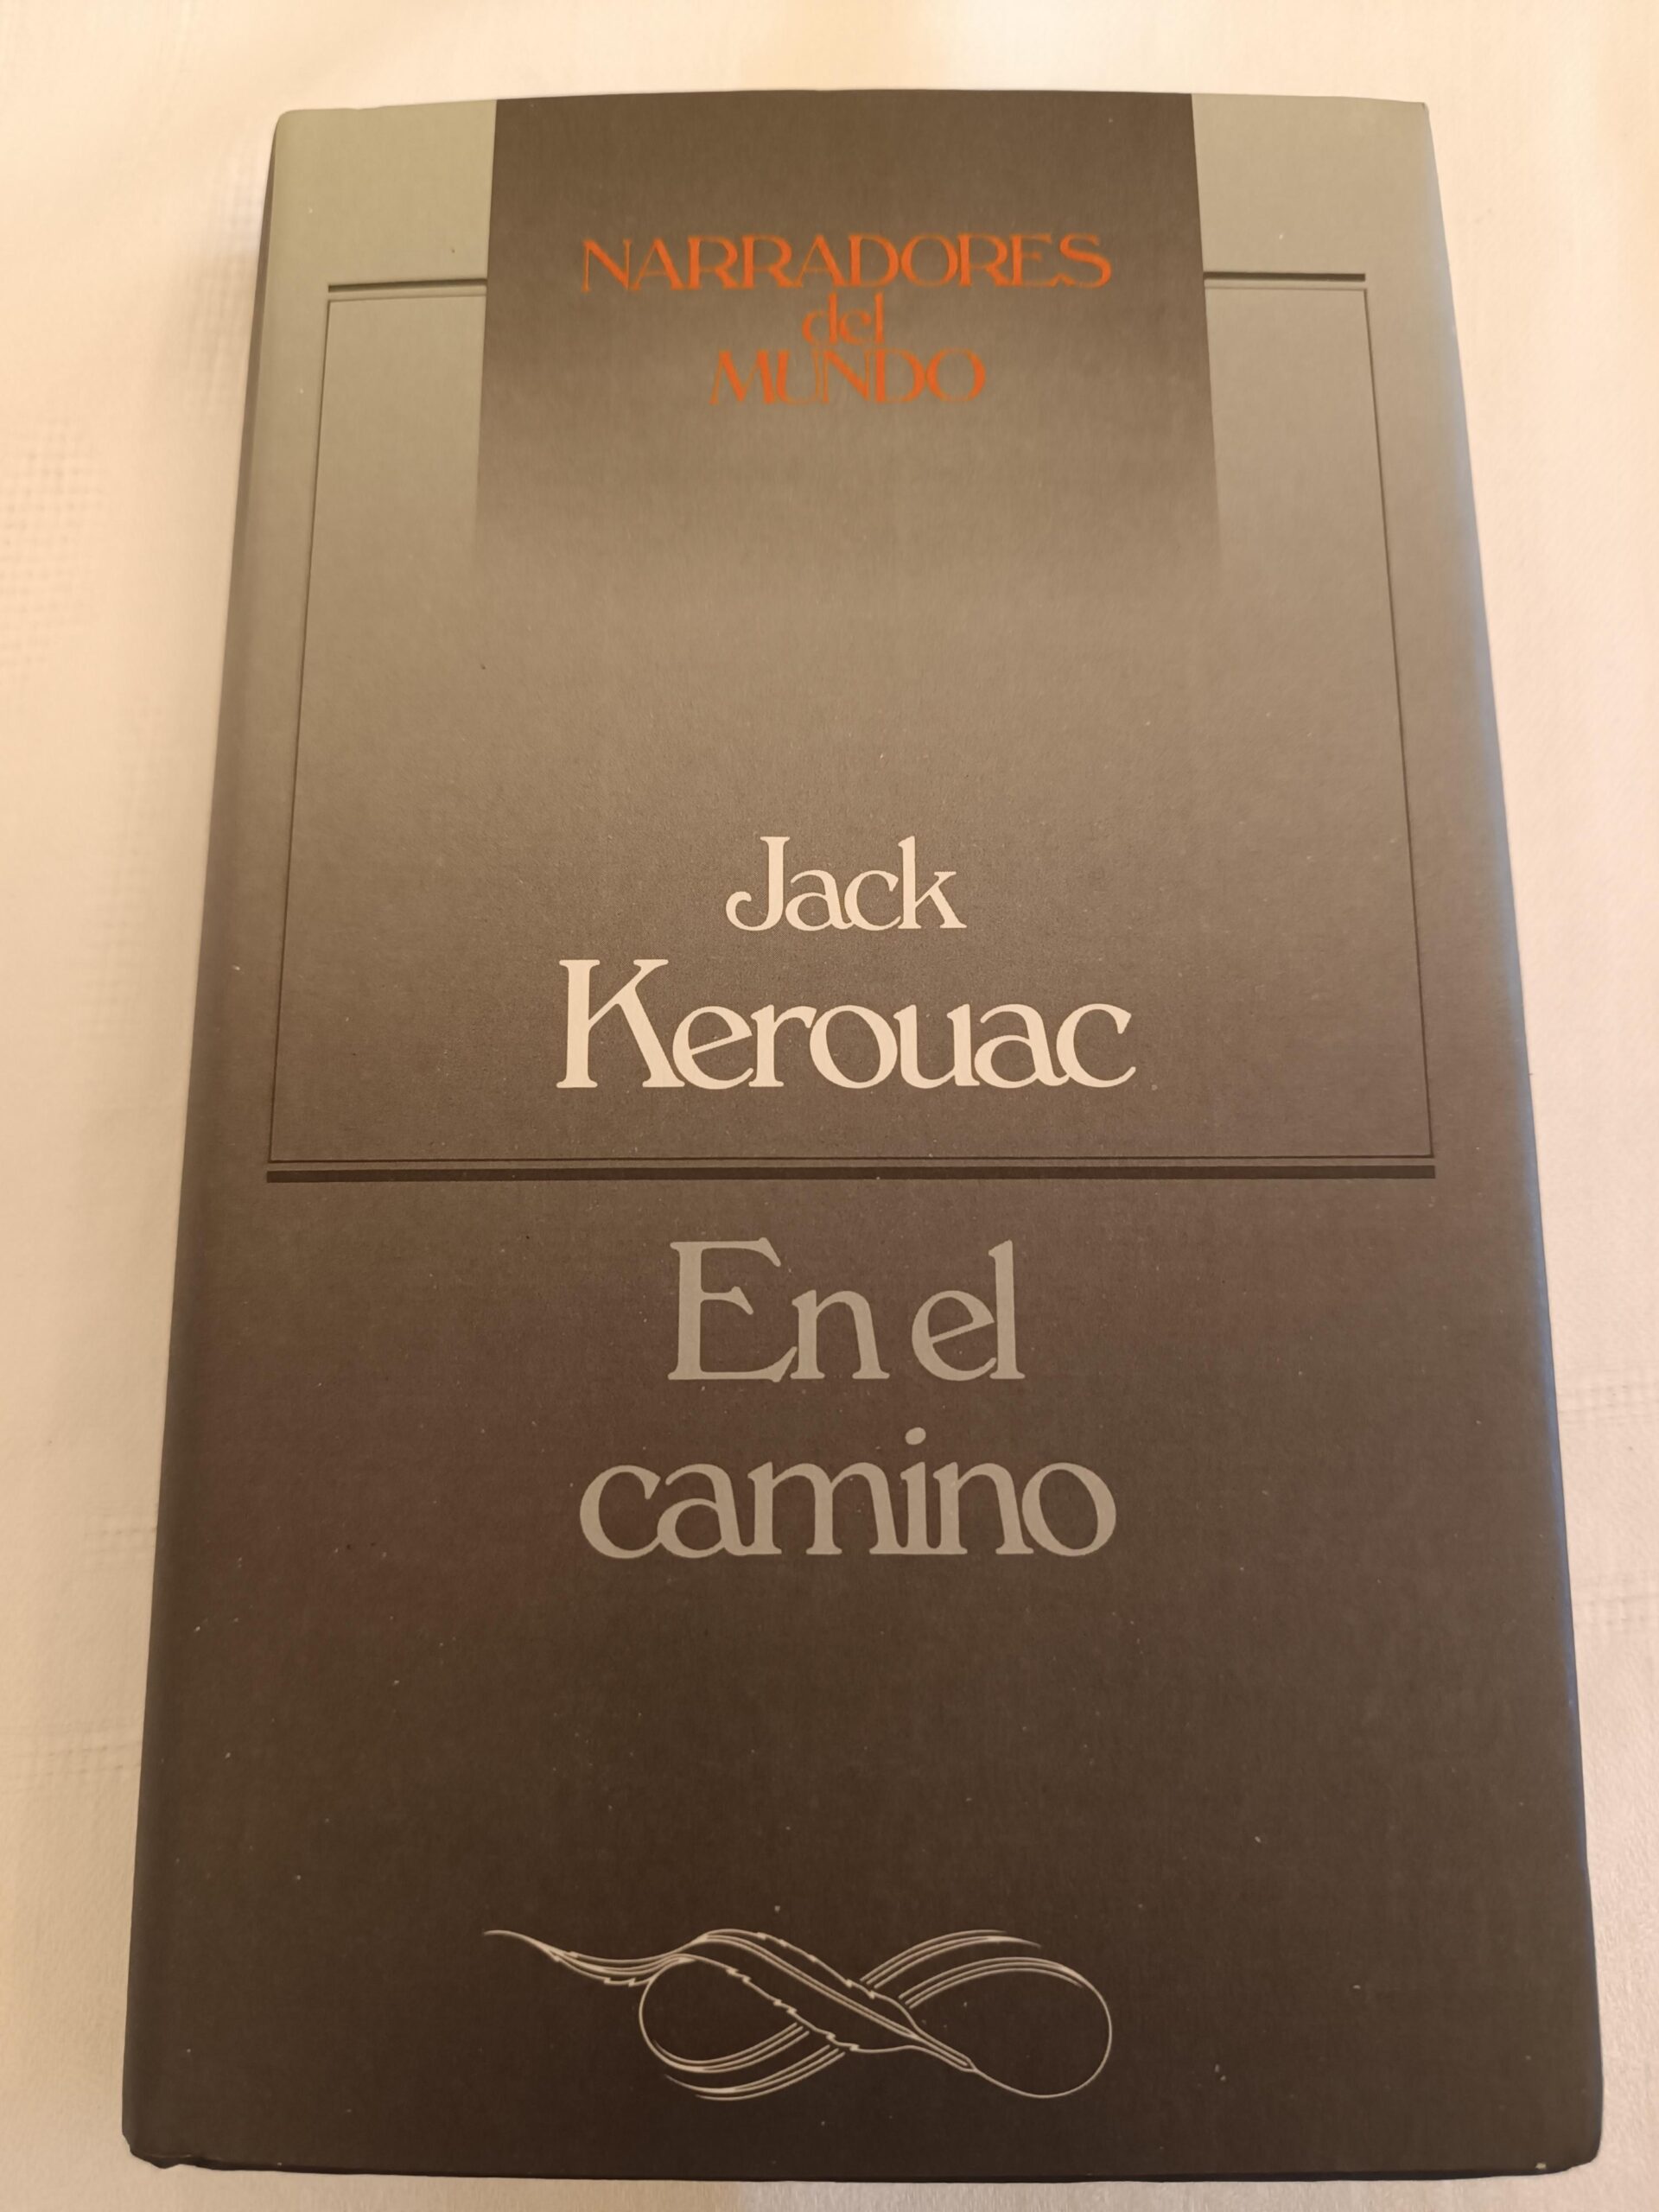 NARRADORES
del
MUNDO
Jack
Kerouac
En el
camino